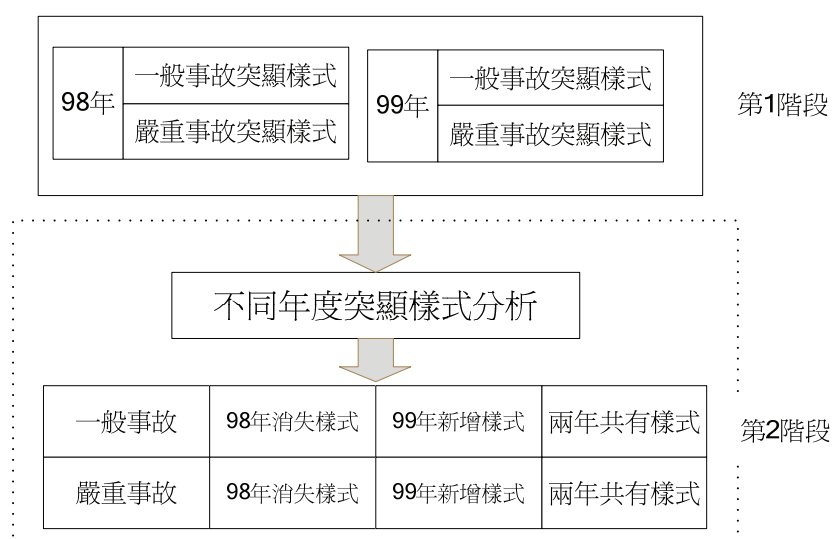 98年
一般事故突顯樣式
嚴重事故突顯樣式
99年
一般事故突顯樣式
嚴重事故突顯樣式
第1階段
不同年度突顯樣式分析
一般事故 98年消失樣式 99年新增樣式 兩年共有樣式
第2階段
嚴重事故 98年消失樣式 99年新增樣式 兩年共有樣式